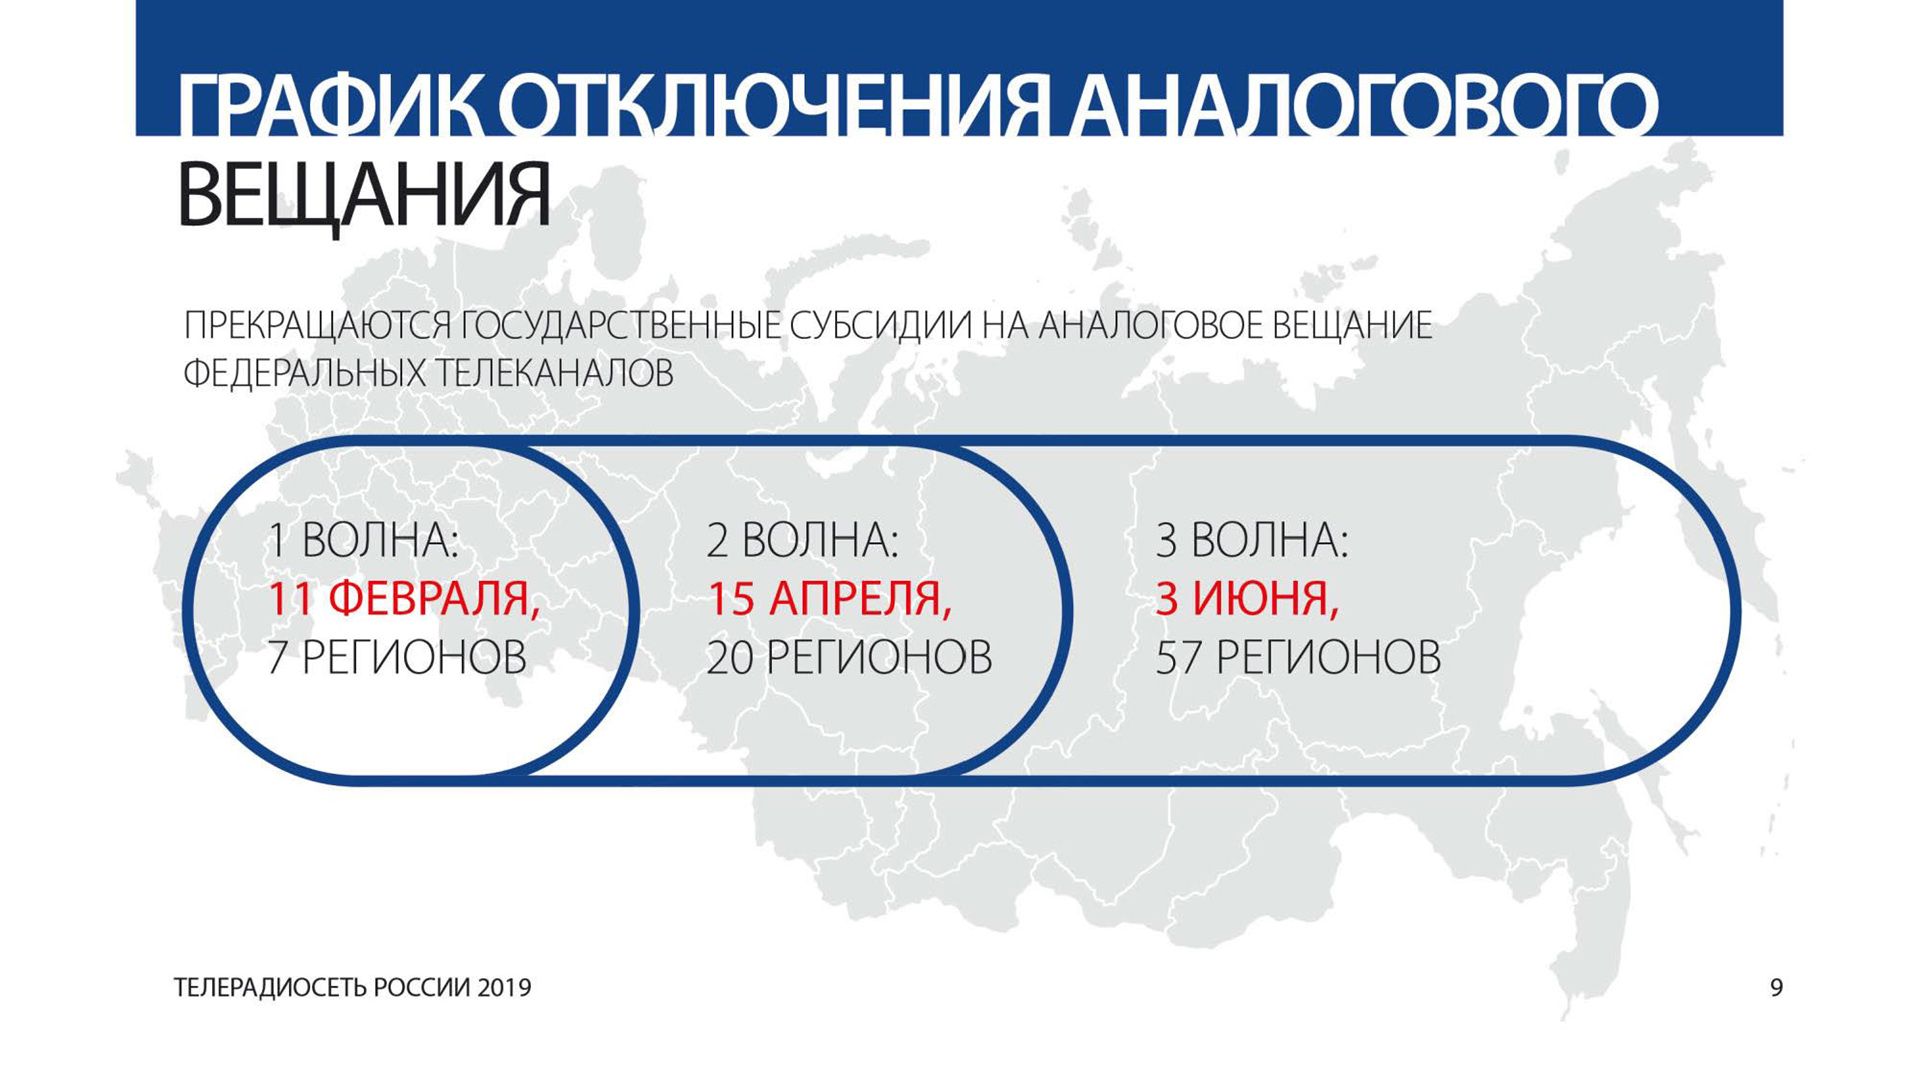 ГРАФИК ОТКЛЮЧЕНИЯ АНАЛОГОВОГО
ВЕЩАНИЯ
ПРЕКРАЩАЮТСЯ ГОСУДАРСТВЕННЫЕ СУБСИДИИ НА АНАЛОГОВОЕ ВЕЩАНИЕ
ФЕДЕРАЛЬНЫХ ТЕЛЕКАНАЛОВ
1 ВОЛНА:
11 ФЕВРАЛЯ,
7 РЕГИОНОВ
2 ВОЛНА:
15 АПРЕЛЯ,
20 РЕГИОНОВ
3 ВОЛНА:
3 ИЮНЯ,
57 РЕГИОНОВ
ТЕЛЕРАДИОСЕТЬ РОССИИ 2019
9